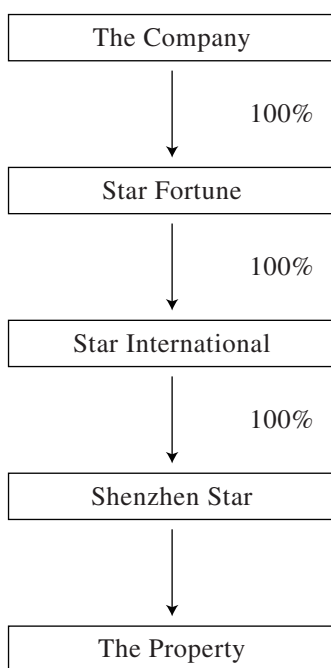 The Company
100%
Star Fortune
100%
Star International
100%
Shenzhen Star
The Property